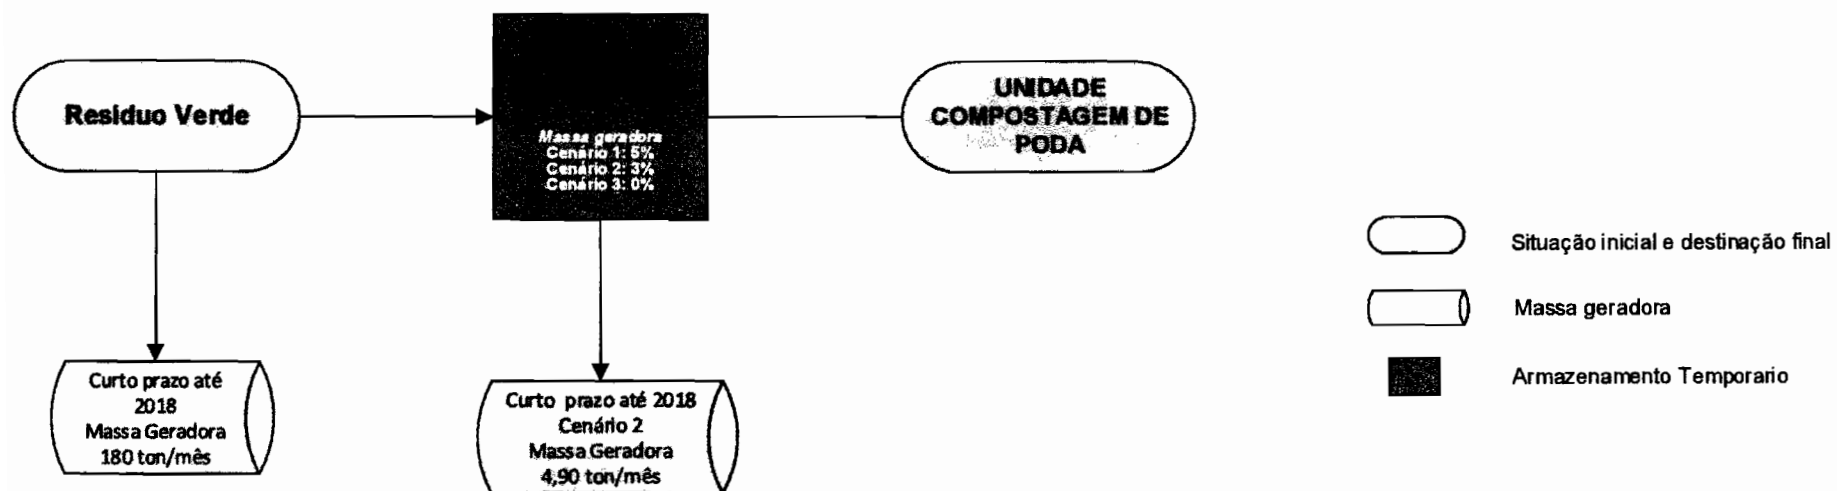 Resíduo Verde
Massa geradora
Cenário 1: 5%
Cenário 2: 3%
Cenário 3: 0%
UNIDADE
COMPOSTAGEM DE
PODA
Curto prazo até
2018
Massa Geradora
180 ton/mês
Curto prazo até 2018
Cenário 2
Massa Geradora
4,90 ton/mês
Situação inicial e destinação final
Massa geradora
Armazenamento Temporario